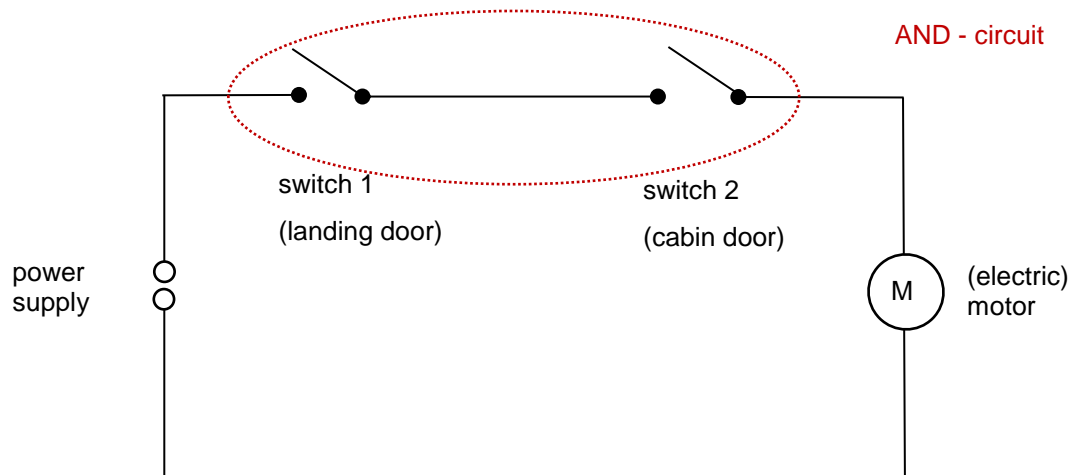 AND - circuit
switch 1
(landing door)
switch 2
(cabin door)
power
supply
M
(electric)
motor